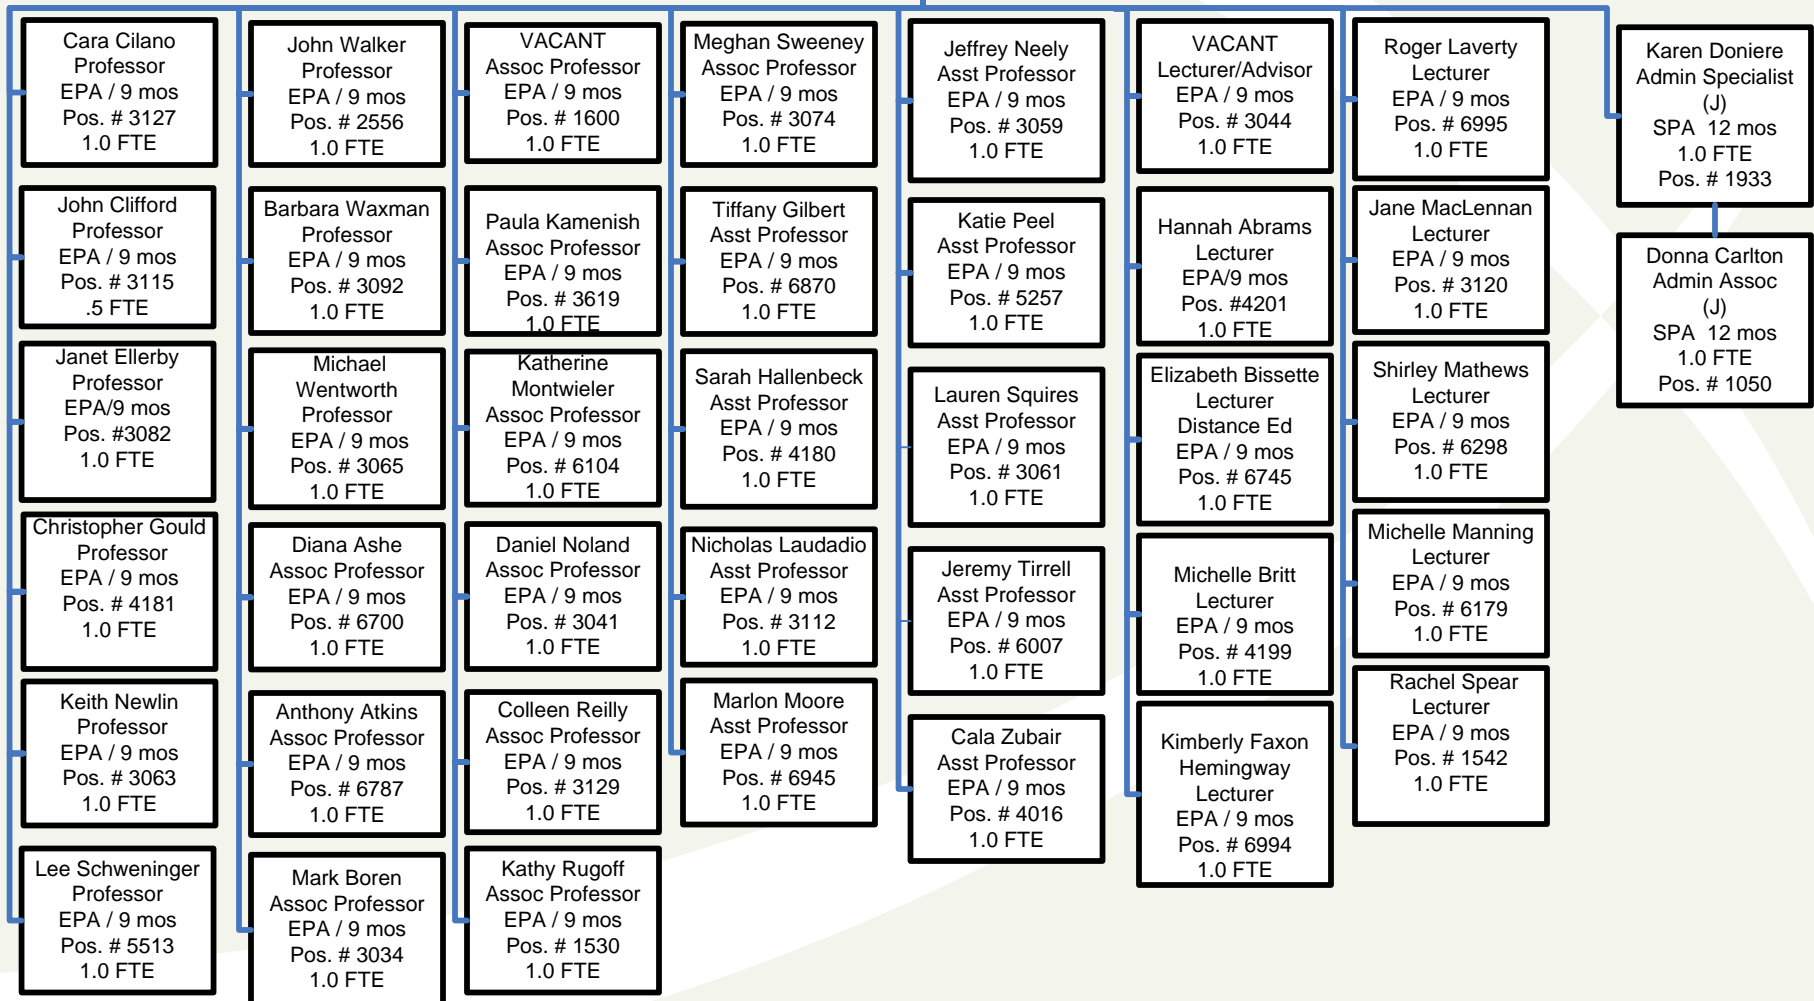 Cara Cilano
Professor
EPA / 9 mos
Pos. # 3127
1.0 FTE
John Clifford
Professor
EPA / 9 mos
Pos. # 3115
.5 FTE
Janet Ellerby
Professor
EPA/9 mos
Pos. #3082
1.0 FTE
Christopher Gould
Professor
EPA / 9 mos
Pos. # 4181
1.0 FTE
Keith Newlin
Professor
EPA / 9 mos
Pos. # 3063
1.0 FTE
Lee Schweninger
Professor
EPA / 9 mos
Pos. # 5513
1.0 FTE
John Walker
Professor
EPA / 9 mos
Pos. # 2556
1.0 FTE
Barbara Waxman
Professor
EPA / 9 mos
Pos. # 3092
1.0 FTE
Michael
Wentworth
Professor
EPA / 9 mos
Pos. # 3065
1.0 FTE
Diana Ashe
Assoc Professor
EPA / 9 mos
Pos. # 6700
1.0 FTE
Anthony Atkins
Assoc Professor
EPA / 9 mos
Pos. # 6787
1.0 FTE
Mark Boren
Assoc Professor
EPA / 9 mos
Pos. # 3034
1.0 FTE
VACANT
Assoc Professor
EPA / 9 mos
Pos. # 1600
1.0 FTE
Paula Kamenish
Assoc Professor
EPA / 9 mos
Pos. # 3619
1.0 FTE
Katherine
Montwieler
Assoc Professor
EPA / 9 mos
Pos. # 6104
1.0 FTE
Daniel Noland
Assoc Professor
EPA / 9 mos
Pos. # 3041
1.0 FTE
Colleen Reilly
Assoc Professor
EPA / 9 mos
Pos. # 3129
1.0 FTE
Kathy Rugoff
Assoc Professor
EPA / 9 mos
Pos. # 1530
1.0 FTE
Meghan Sweeney
Assoc Professor
EPA / 9 mos
Pos. # 3074
1.0 FTE
Tiffany Gilbert
Asst Professor
EPA / 9 mos
Pos. # 6870
1.0 FTE
Sarah Hallenbeck
Asst Professor
EPA / 9 mos
Pos. # 4180
1.0 FTE
Nicholas Laudadio
Asst Professor
EPA / 9 mos
Pos. # 3112
1.0 FTE
Marlon Moore
Asst Professor
EPA / 9 mos
Pos. # 6945
1.0 FTE
Jeffrey Neely
Asst Professor
EPA / 9 mos
Pos. # 3059
1.0 FTE
Katie Peel
Asst Professor
EPA / 9 mos
Pos. # 5257
1.0 FTE
Lauren Squires
Asst Professor
EPA / 9 mos
Pos. # 3061
1.0 FTE
Jeremy Tirrell
Asst Professor
EPA / 9 mos
Pos. # 6007
1.0 FTE
Cala Zubair
Asst Professor
EPA / 9 mos
Pos. # 4016
1.0 FTE
VACANT
Lecturer/Advisor
EPA / 9 mos
Pos. # 3044
1.0 FTE
Hannah Abrams
Lecturer
EPA/9 mos
Pos. #4201
1.0 FTE
Elizabeth Bissette
Lecturer
Distance Ed
EPA / 9 mos
Pos. # 6745
1.0 FTE
Michelle Britt
Lecturer
EPA / 9 mos
Pos. # 4199
1.0 FTE
Kimberly Faxon
Hemingway
Lecturer
EPA / 9 mos
Pos. # 6994
1.0 FTE
Roger Laverty
Lecturer
EPA / 9 mos
Pos. # 6995
1.0 FTE
Jane MacLennan
Lecturer
EPA / 9 mos
Pos. # 3120
1.0 FTE
Shirley Mathews
Lecturer
EPA / 9 mos
Pos. # 6298
1.0 FTE
Michelle Manning
Lecturer
EPA / 9 mos
Pos. # 6179
1.0 FTE
Rachel Spear
Lecturer
EPA / 9 mos
Pos. # 1542
1.0 FTE
Karen Doniere
Admin Specialist
(J)
SPA 12 mos
1.0 FTE
Pos. # 1933
Donna Carlton
Admin Assoc
(J)
SPA 12 mos
1.0 FTE
Pos. # 1050